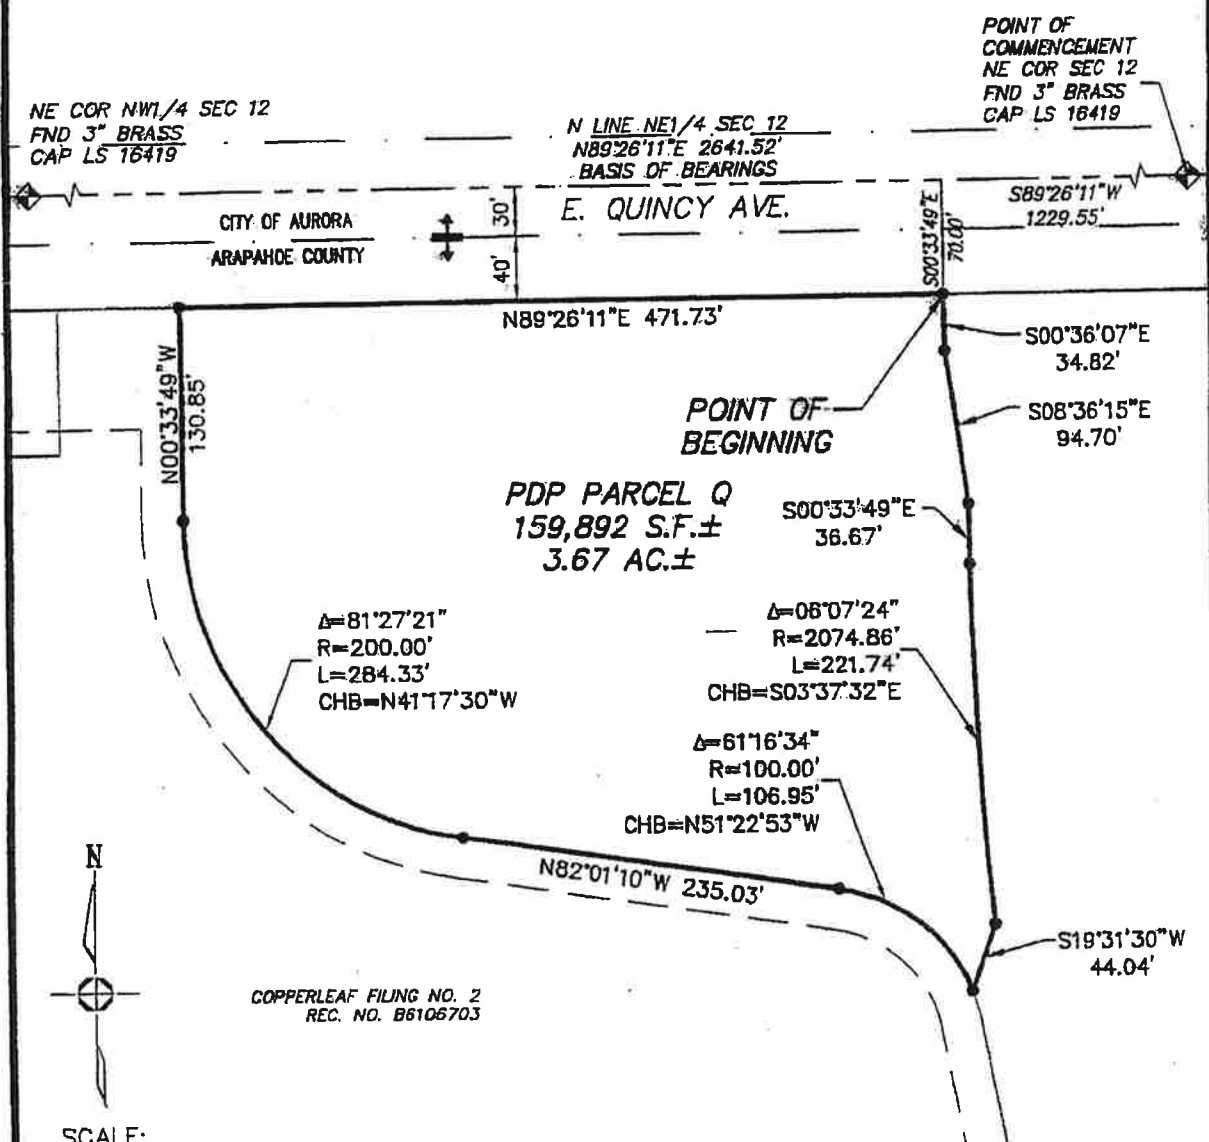 POINT OF
COMMENCEMENT
NE COR SEC 12
FND 3" BRASS
CAP LS 16419
NE COR NW1/4 SEC 12
FND 3" BRASS
CAP LS 16419
N LINE NE1/4 SEC 12
N89°26'11"E 2641.52'
BASIS OF BEARINGS
S89°26'11"W
1229.55'
CITY OF AURORA
ARAPAHOE COUNTY
30'
40'
E. QUINCY AVE.
S00°33'49"E
70.00'
N89°26'11"E 471.73'
S00°36'07"E
34.82'
N00°33'49"W
130.85'
POINT OF
BEGINNING
S08°36'15"E
94.70'
PDP PARCEL Q
159,892 S.F.±
3.67 AC.±
S00°33'49"E
36.67'
Δ=81°27'21"
R=200.00'
L=284.33'
CHB=N41°17'30"W
Δ=06°07'24"
R=2074.86'
L=221.74'
CHB=S03°37'32"E
Δ=61°16'34"
R=100.00'
L=106.95'
CHB=N51°22'53"W
N82°01'10"W 235.03'
S19°31'30"W
44.04'
N
COPPERLEAF FILING NO. 2
REC. NO. B6106703
SCALE: